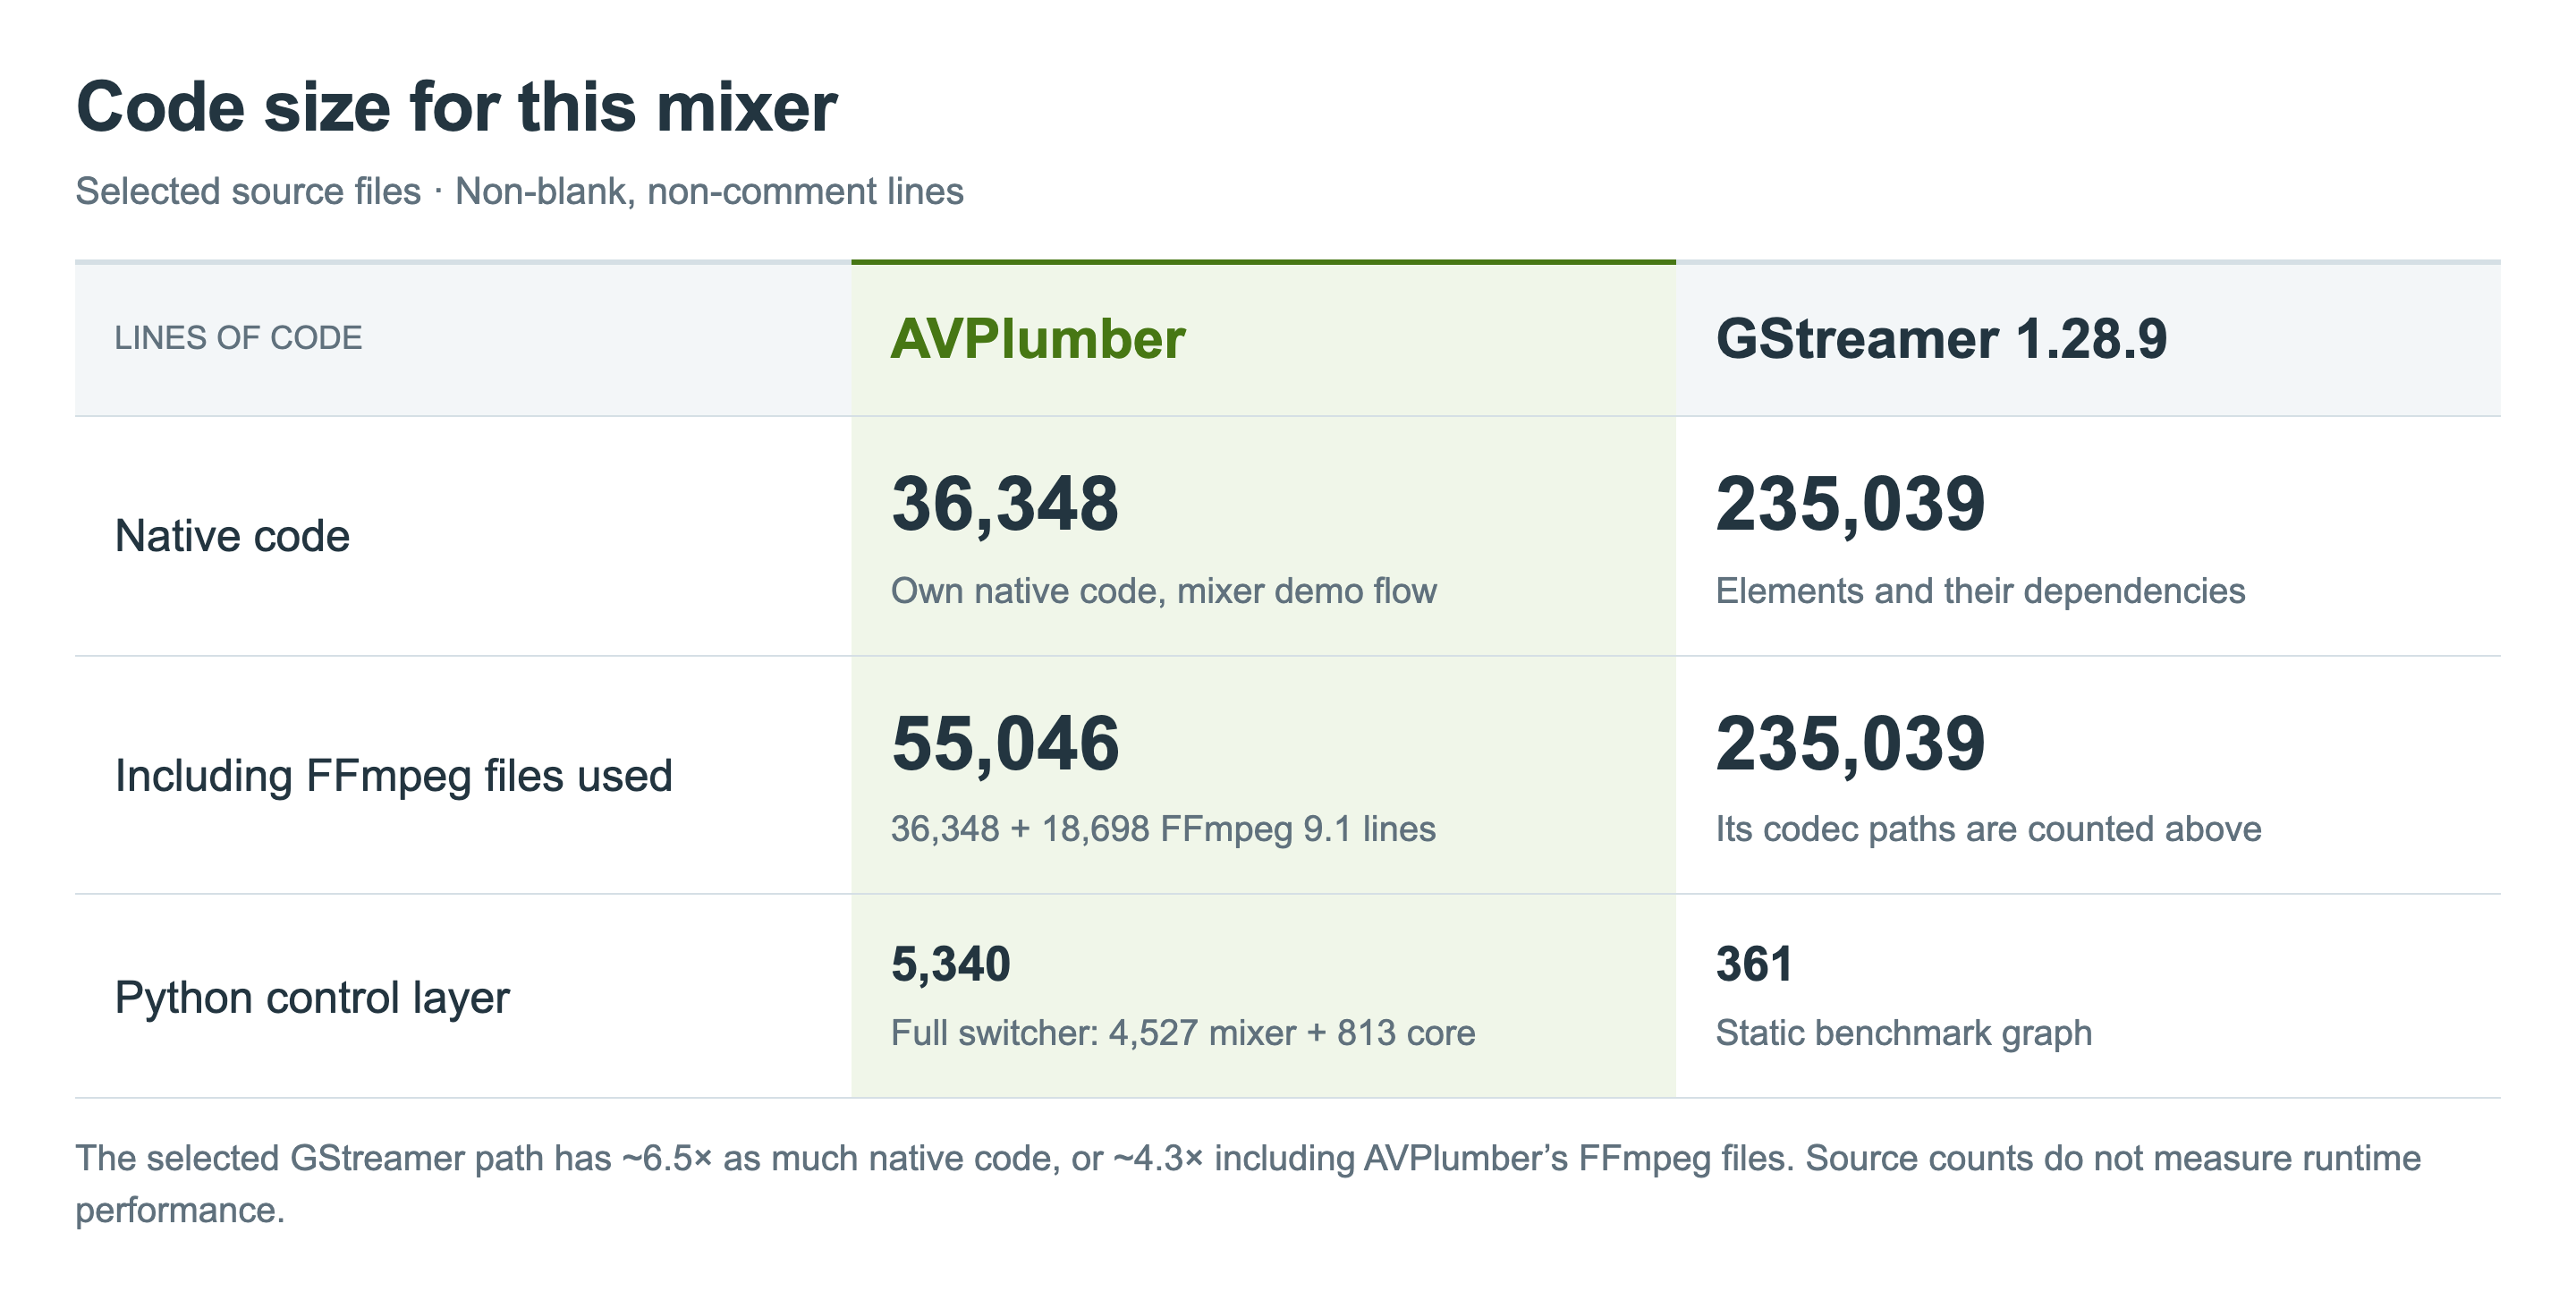 Code size for this mixer
Selected source files · Non-blank, non-comment lines
LINES OF CODE
AVPlumber
GStreamer 1.28.9
Native code
36,348
Own native code, mixer demo flow
235,039
Elements and their dependencies
Including FFmpeg files used
55,046
36,348 + 18,698 FFmpeg 9.1 lines
235,039
Its codec paths are counted above
Python control layer
5,340
Full switcher: 4,527 mixer + 813 core
361
Static benchmark graph
The selected GStreamer path has ~6.5× as much native code, or ~4.3× including AVPlumber’s FFmpeg files. Source counts do not measure runtime
performance.